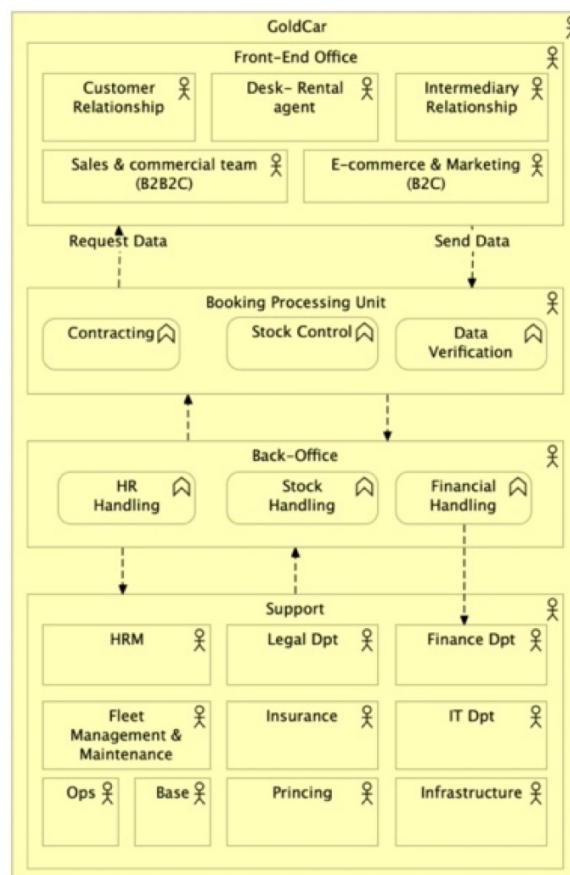 GoldCar
Front-End Office
Customer
Relationship
Desk- Rental
agent
Intermediary
Relationship
Sales & commercial team
(B2B2C)
E-commerce & Marketing
(B2C)
Request Data
Send Data
Booking Processing Unit
Contracting
Stock Control
Data
Verification
Back-Office
HR
Handling
Stock
Handling
Financial
Handling
Support
HRM
Legal Dpt
Finance Dpt
Fleet
Management &
Maintenance
Insurance
IT Dpt
Ops
Base
Princing
Infrastructure